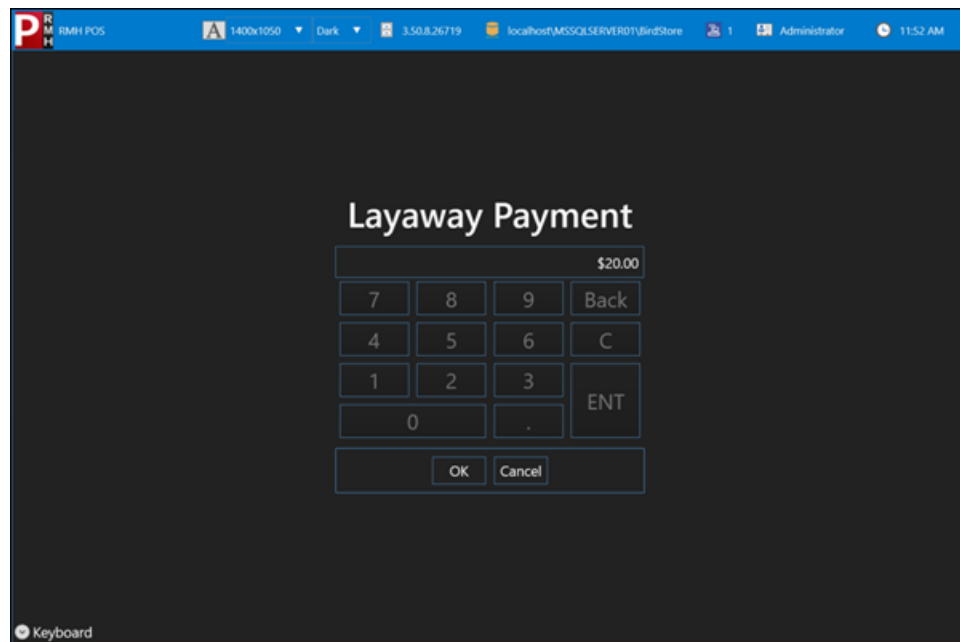 P RMH RMH POS A 1400x1050 Dark 3.50.8.26719 localhost\MSSQLSERVER01\BirdStore 1 Administrator 11:52 AM
Layaway Payment
$20.00
7 8 9 Back
4 5 6 C
1 2 3
ENT
0 .
OK Cancel
Keyboard